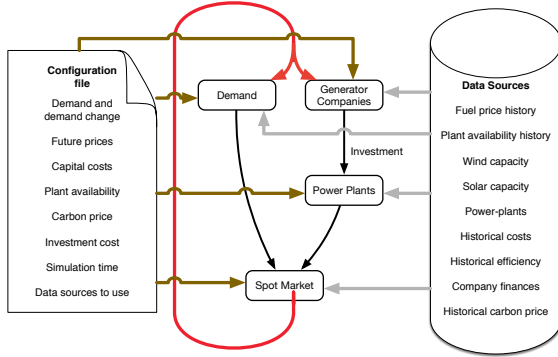 Configuration
file
Demand and
demand change
Future prices
Capital costs
Plant availability
Carbon price
Investment cost
Simulation time
Data sources to use
Demand
Generator
Companies
Investment
Power Plants
Spot Market
Data Sources
Fuel price history
Plant availability history
Wind capacity
Solar capacity
Power-plants
Historical costs
Historical efficiency
Company finances
Historical carbon price